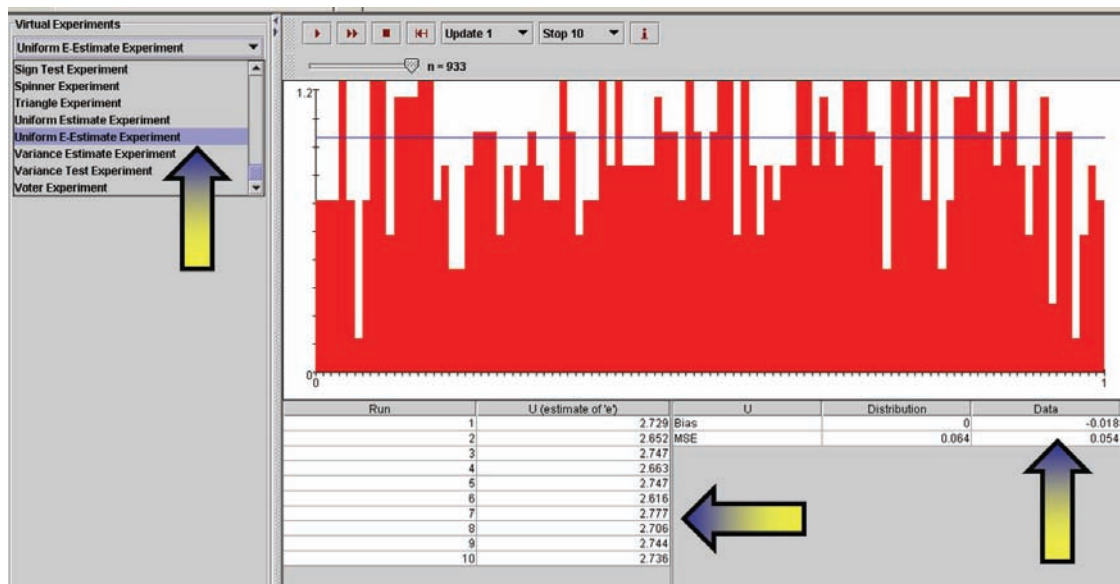 Virtual Experiments
Uniform E-Estimate Experiment
Sign Test Experiment
Spinner Experiment
Triangle Experiment
Uniform Estimate Experiment
Uniform E-Estimate Experiment
Variance Estimate Experiment
Variance Test Experiment
Voter Experiment
Update 1 Stop 10 i
n = 933
1.2
0
0 1
Run U (estimate of 'e') U Distribution Data
1 2.729 Bias 0 -0.018
2 2.652 MSE 0.064 0.054
3 2.747
4 2.663
5 2.747
6 2.616
7 2.777
8 2.706
9 2.744
10 2.736